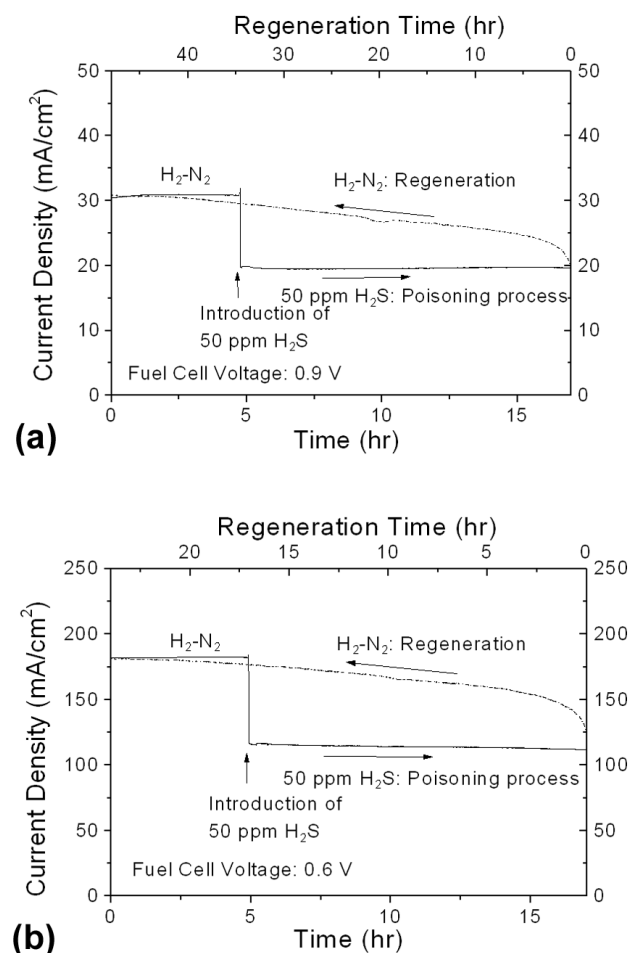 Regeneration Time (hr)
40 30 20 10 0
50 50
40 40
30 30
20 20
10 10
0 0
Current Density (mA/cm²)
H₂-N₂
H₂-N₂: Regeneration
50 ppm H₂S: Poisoning process
Introduction of
50 ppm H₂S
Fuel Cell Voltage: 0.9 V
0 5 10 15
Time (hr)
(a)
Regeneration Time (hr)
20 15 10 5 0
250 250
200 200
150 150
100 100
50 50
0 0
Current Density (mA/cm²)
H₂-N₂
H₂-N₂: Regeneration
50 ppm H₂S: Poisoning process
Introduction of
50 ppm H₂S
Fuel Cell Voltage: 0.6 V
0 5 10 15
Time (hr)
(b)